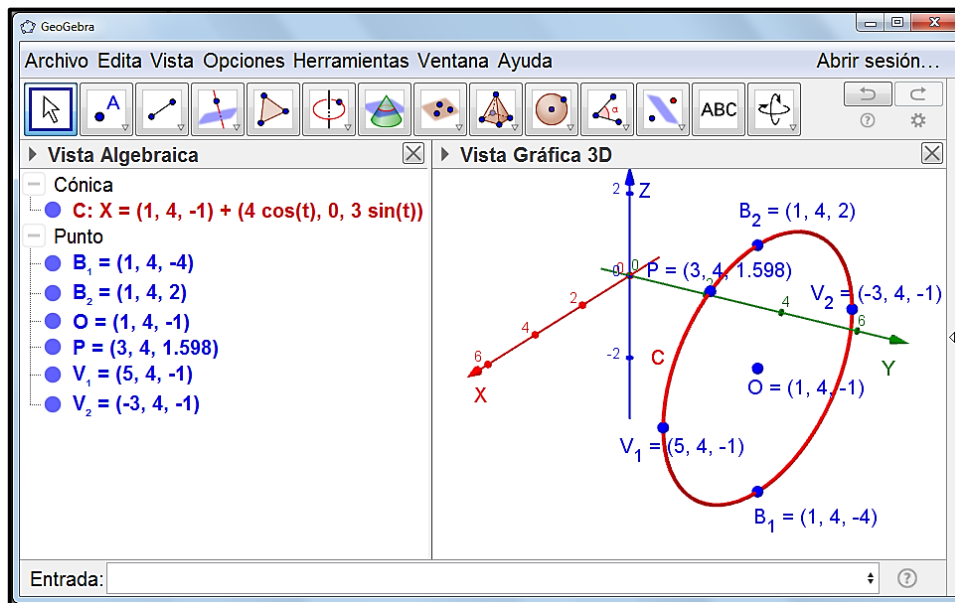 GeoGebra
Archivo Edita Vista Opciones Herramientas Ventana Ayuda
Abrir sesión...
A
α
ABC
?
Vista Algebraica
Cónica
C: X = (1, 4, -1) + (4 cos(t), 0, 3 sin(t))
Punto
B₁ = (1, 4, -4)
B₂ = (1, 4, 2)
O = (1, 4, -1)
P = (3, 4, 1.598)
V₁ = (5, 4, -1)
V₂ = (-3, 4, -1)
Vista Gráfica 3D
2
Z
B₂ = (1, 4, 2)
0
0
0
P = (3, 4, 1.598)
2
V₂ = (-3, 4, -1)
2
4
4
6
6
-2
C
Y
X
O = (1, 4, -1)
V₁ = (5, 4, -1)
B₁ = (1, 4, -4)
Entrada:
?